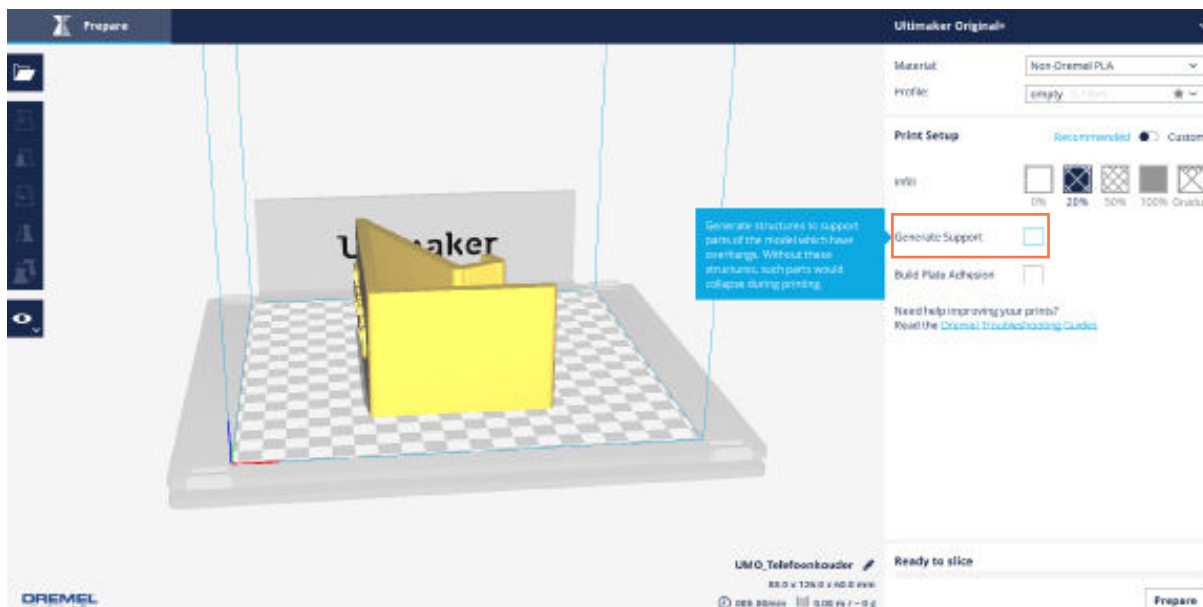 Prepare
Ultimaker Original+
Material:
Non-Dremel PLA
Profile:
empty
Print Setup
Recommended
Custom
Infill
0%
20%
50%
100%
Generate structures to support
parts of the model which have
overhangs. Without these
structures, such parts would
collapse during printing.
Generate Support
Build Plate Adhesion
Need help improving your prints?
Read the Dremel Troubleshooting Guides
UMO_Telefoonhouder
Ready to slice
DREMEL
Prepare